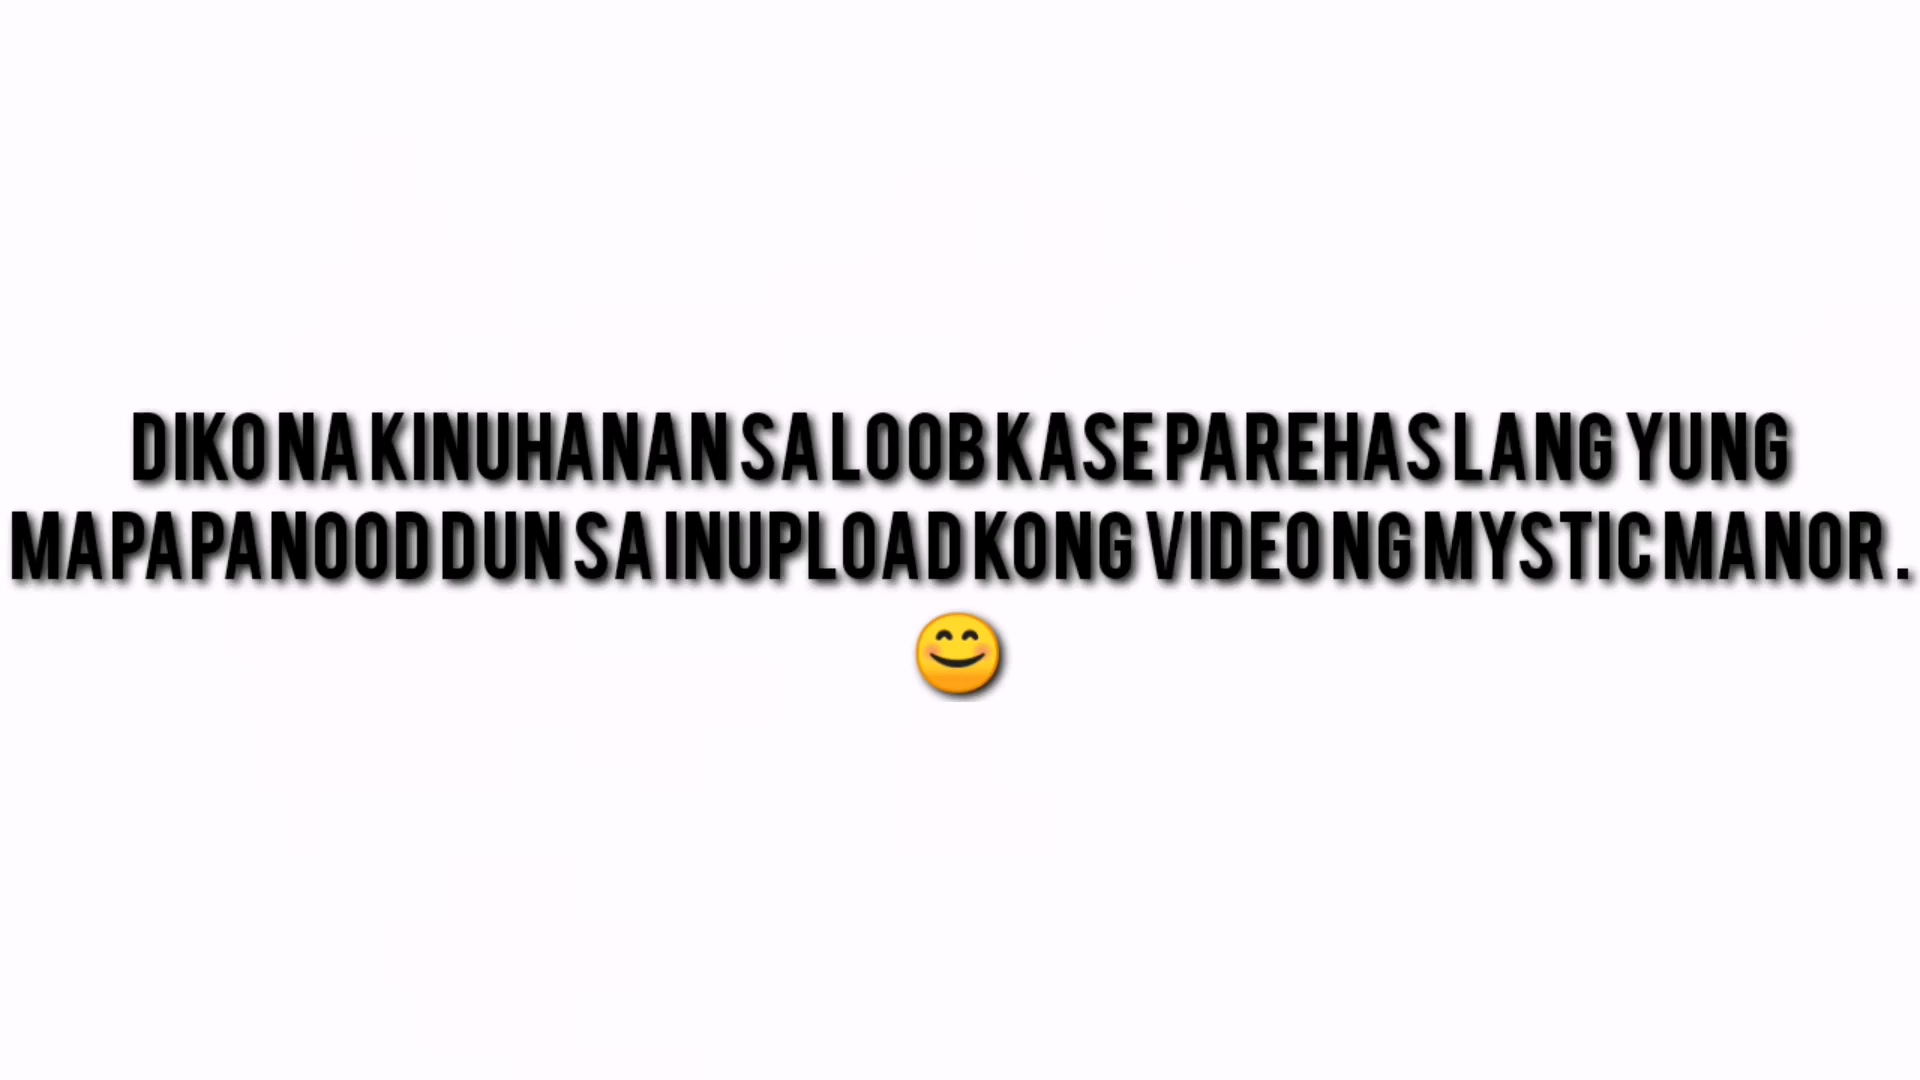 DIKO NA KINUHANAN SA LOOB KASE PAREHAS LANG YUNG
MAPAPANOOD DUN SA INUPLOAD KONG VIDEO NG MYSTIC MANOR .
😊